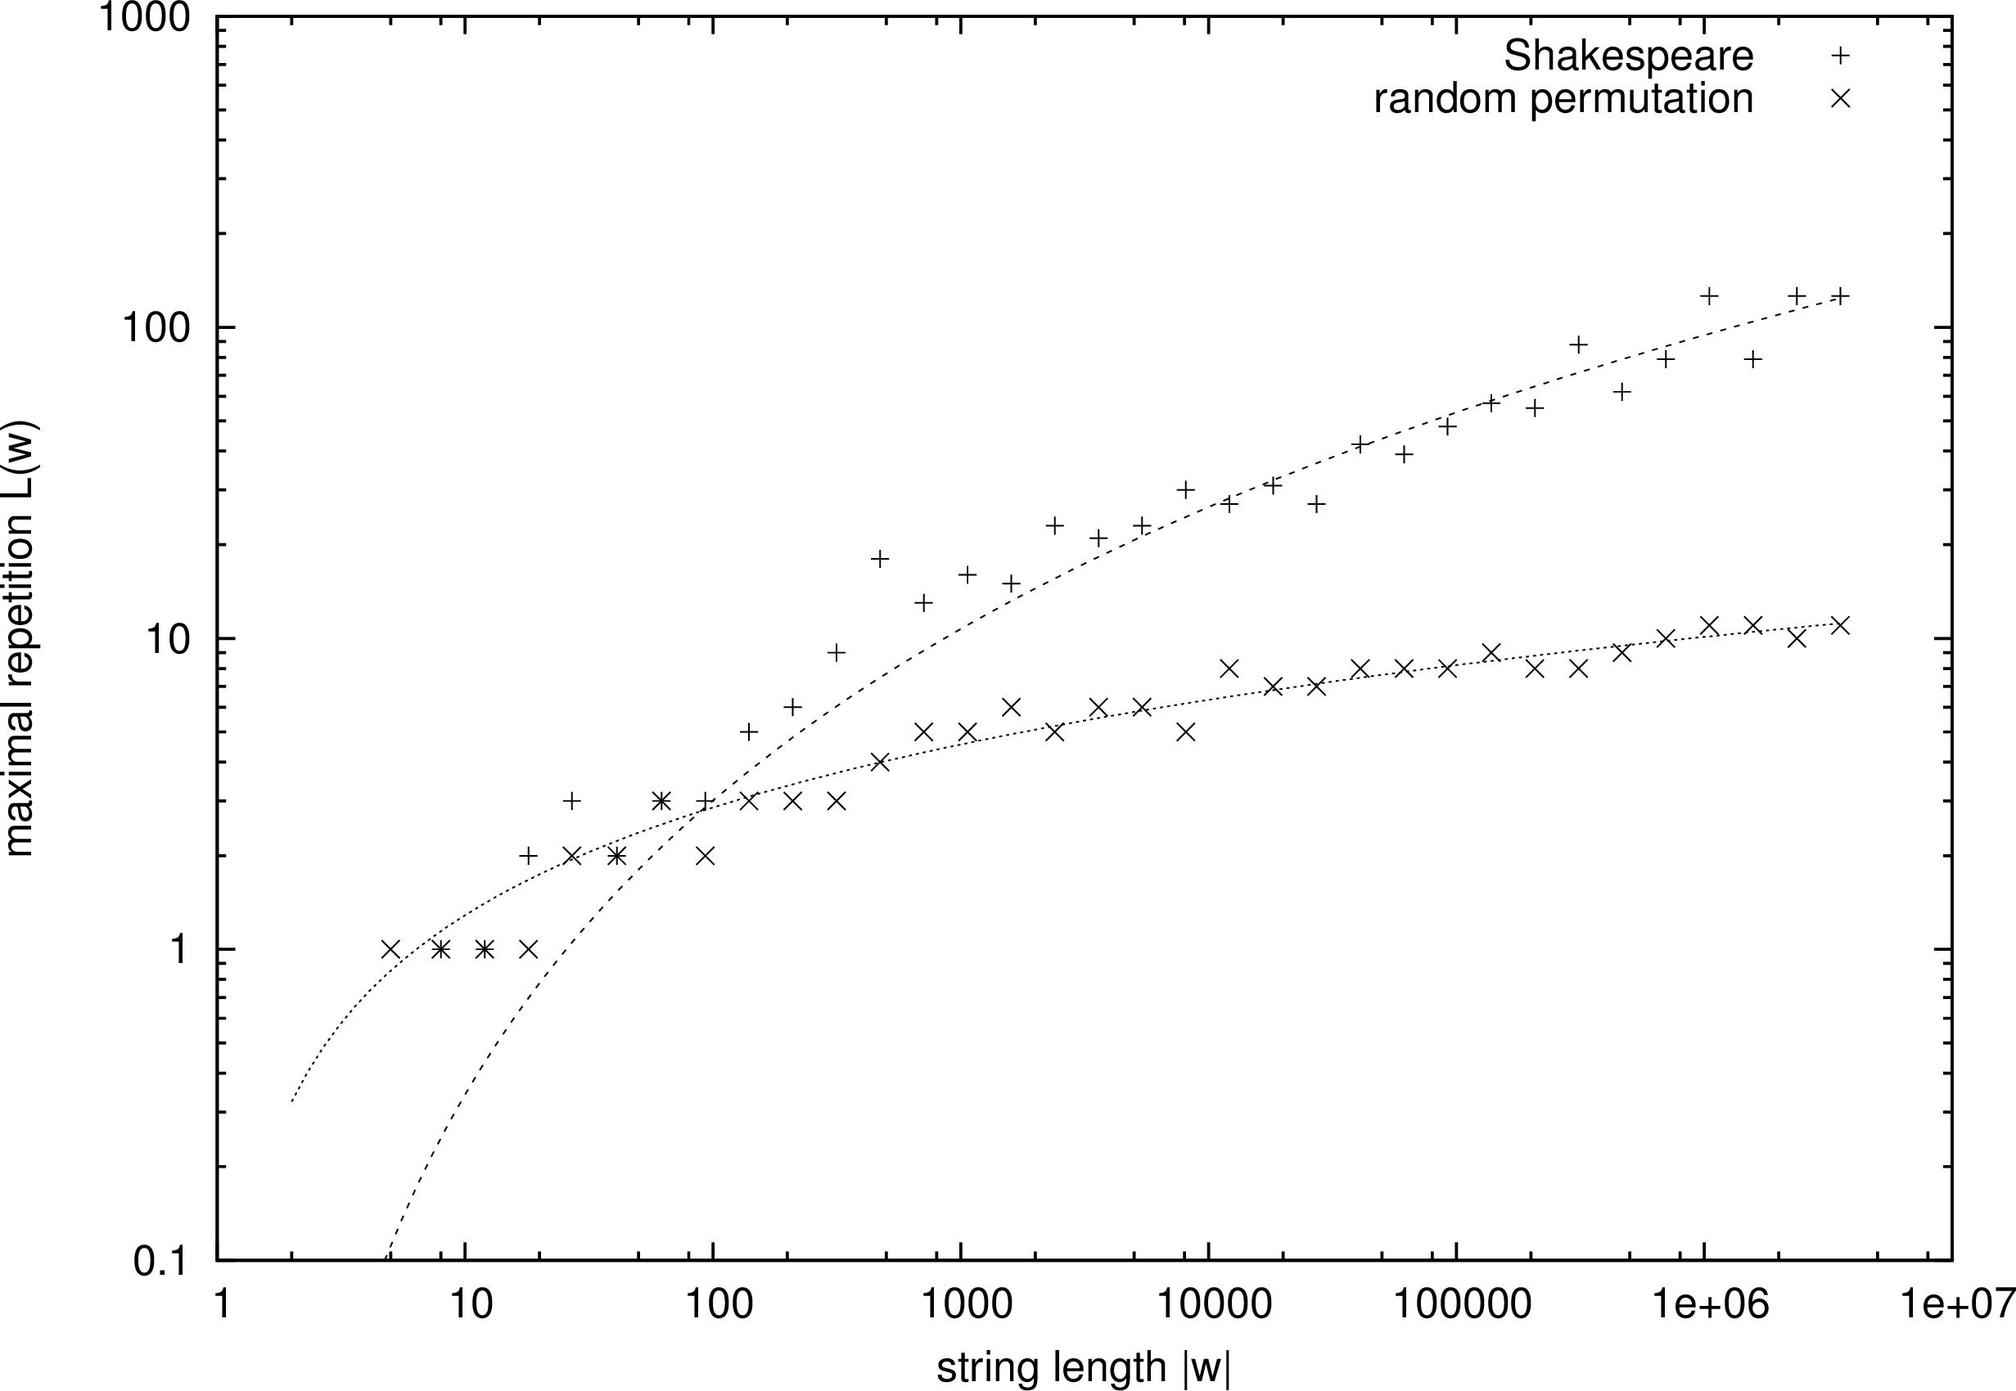 1000
100
10
1
0.1
maximal repetition L(w)
Shakespeare
random permutation
1 10 100 1000 10000 100000 1e+06 1e+07
string length |w|